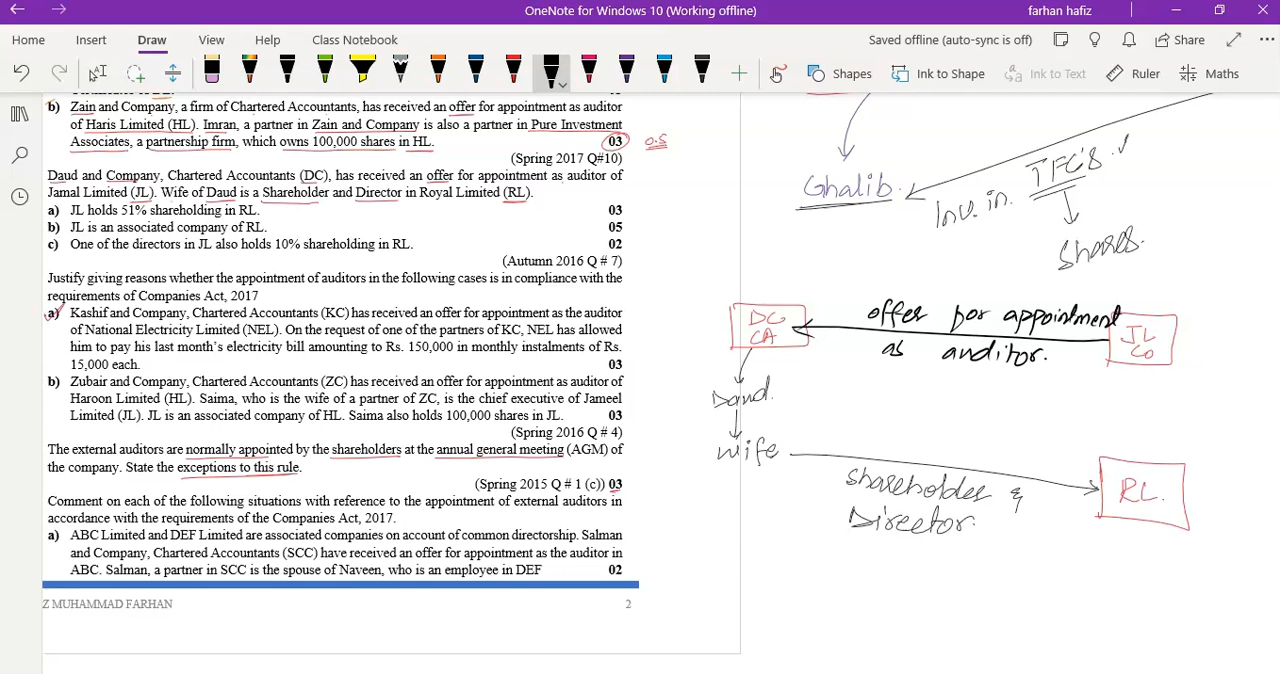 OneNote for Windows 10 (Working offline)
farhan hafiz
Home Insert Draw View Help Class Notebook
Saved offline (auto-sync is off)
Share
Shapes
Ink to Shape
Ink to Text
Ruler
Maths
b) Zain and Company, a firm of Chartered Accountants, has received an offer for appointment as auditor
of Haris Limited (HL). Imran, a partner in Zain and Company is also a partner in Pure Investment
Associates, a partnership firm, which owns 100,000 shares in HL. 03
0.5
(Spring 2017 Q#10)
Daud and Company, Chartered Accountants (DC), has received an offer for appointment as auditor of
Jamal Limited (JL). Wife of Daud is a Shareholder and Director in Royal Limited (RL).
a) JL holds 51% shareholding in RL. 03
b) JL is an associated company of RL. 05
c) One of the directors in JL also holds 10% shareholding in RL. 02
(Autumn 2016 Q # 7)
Justify giving reasons whether the appointment of auditors in the following cases is in compliance with the
requirements of Companies Act, 2017
a) Kashif and Company, Chartered Accountants (KC) has received an offer for appointment as the auditor
of National Electricity Limited (NEL). On the request of one of the partners of KC, NEL has allowed
him to pay his last month's electricity bill amounting to Rs. 150,000 in monthly instalments of Rs.
15,000 each. 03
b) Zubair and Company, Chartered Accountants (ZC) has received an offer for appointment as auditor of
Haroon Limited (HL). Saima, who is the wife of a partner of ZC, is the chief executive of Jameel
Limited (JL). JL is an associated company of HL. Saima also holds 100,000 shares in JL. 03
(Spring 2016 Q # 4)
The external auditors are normally appointed by the shareholders at the annual general meeting (AGM) of
the company. State the exceptions to this rule.
(Spring 2015 Q # 1 (c)) 03
Comment on each of the following situations with reference to the appointment of external auditors in
accordance with the requirements of the Companies Act, 2017.
a) ABC Limited and DEF Limited are associated companies on account of common directorship. Salman
and Company, Chartered Accountants (SCC) have received an offer for appointment as the auditor in
ABC. Salman, a partner in SCC is the spouse of Naveen, who is an employee in DEF 02
Z MUHAMMAD FARHAN 2
Ghalib.
Inv. in.
TFC'S
Shares.
DC
CA
offer for appointment
as auditor.
JL
Co
Daud.
wife
Shareholder &
Director.
RL.